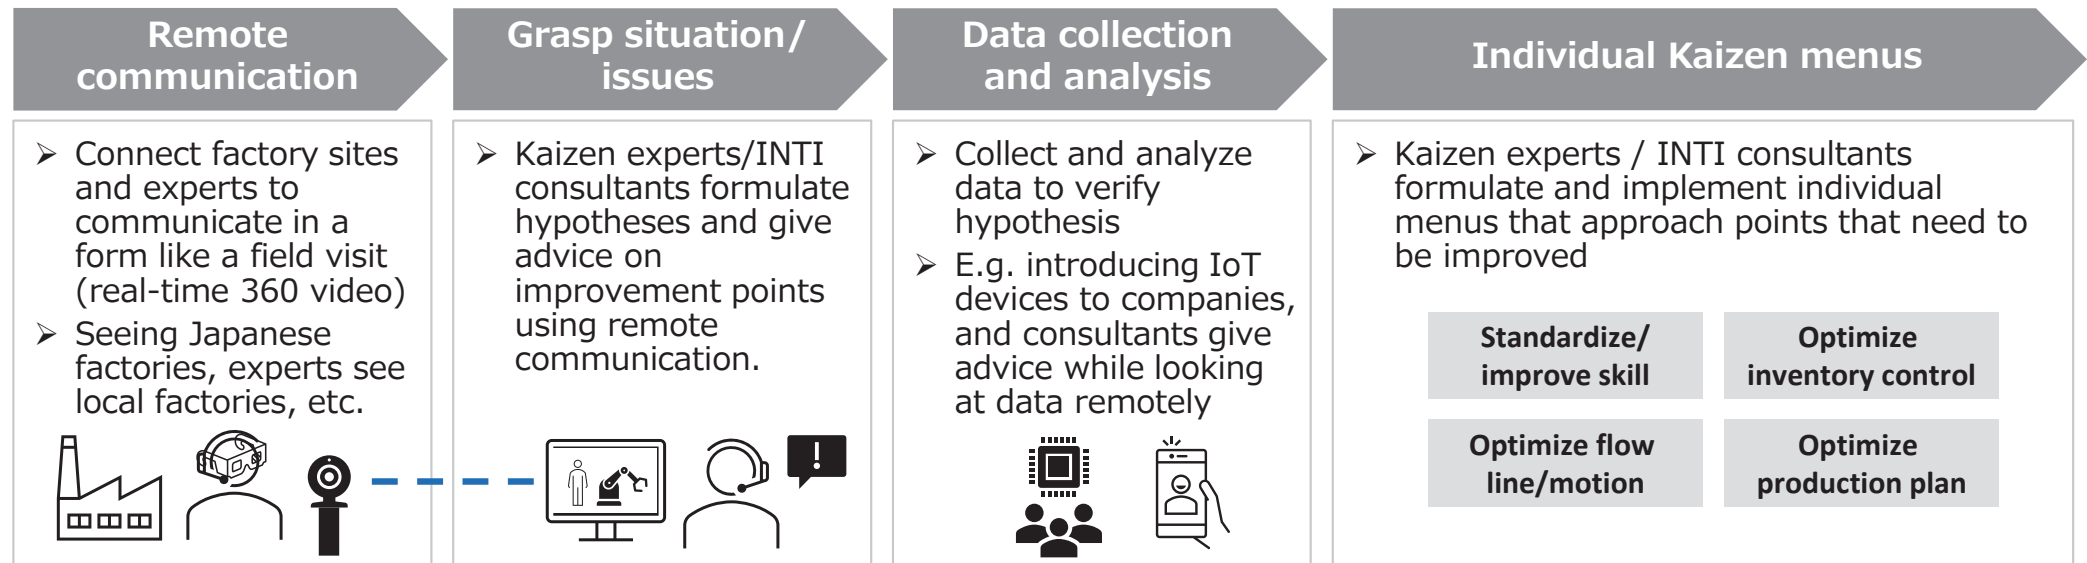 Remote
communication
Grasp situation/
issues
Data collection
and analysis
Individual Kaizen menus
➢ Connect factory sites
and experts to
communicate in a
form like a field visit
(real-time 360 video)
➢ Seeing Japanese
factories, experts see
local factories, etc.
➢ Kaizen experts/INTI
consultants formulate
hypotheses and give
advice on
improvement points
using remote
communication.
!
➢ Collect and analyze
data to verify
hypothesis
➢ E.g. introducing IoT
devices to companies,
and consultants give
advice while looking
at data remotely
➢ Kaizen experts / INTI consultants
formulate and implement individual
menus that approach points that need to
be improved
Standardize/
improve skill
Optimize
inventory control
Optimize flow
line/motion
Optimize
production plan